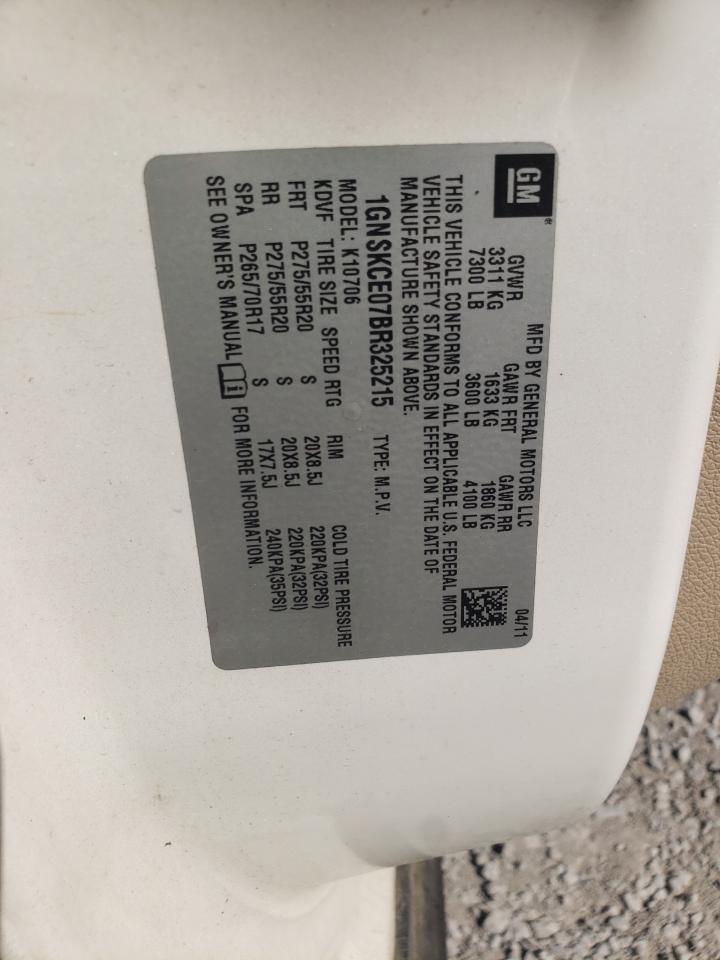 GM®
MFD BY GENERAL MOTORS LLC 04/11
GVWR GAWR FRT GAWR RR
3311 KG 1633 KG 1860 KG
7300 LB 3600 LB 4100 LB
THIS VEHICLE CONFORMS TO ALL APPLICABLE U.S. FEDERAL MOTOR
VEHICLE SAFETY STANDARDS IN EFFECT ON THE DATE OF
MANUFACTURE SHOWN ABOVE.
1GNSKCE07BR325215 TYPE: M.P.V.
MODEL: K10706
KDVF TIRE SIZE SPEED RTG RIM COLD TIRE PRESSURE
FRT P275/55R20 S 20X8.5J 220KPA(32PSI)
RR P275/55R20 S 20X8.5J 220KPA(32PSI)
SPA P265/70R17 S 17X7.5J 240KPA(35PSI)
SEE OWNER'S MANUAL i FOR MORE INFORMATION.